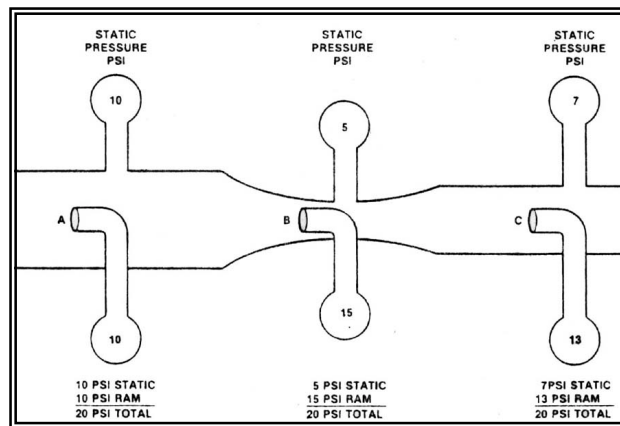 STATIC
PRESSURE
PSI
STATIC
PRESSURE
PSI
STATIC
PRESSURE
PSI
10
5
7
A
B
C
10
15
13
10 PSI STATIC
10 PSI RAM
20 PSI TOTAL
5 PSI STATIC
15 PSI RAM
20 PSI TOTAL
7PSI STATIC
13 PSI RAM
20 PSI TOTAL